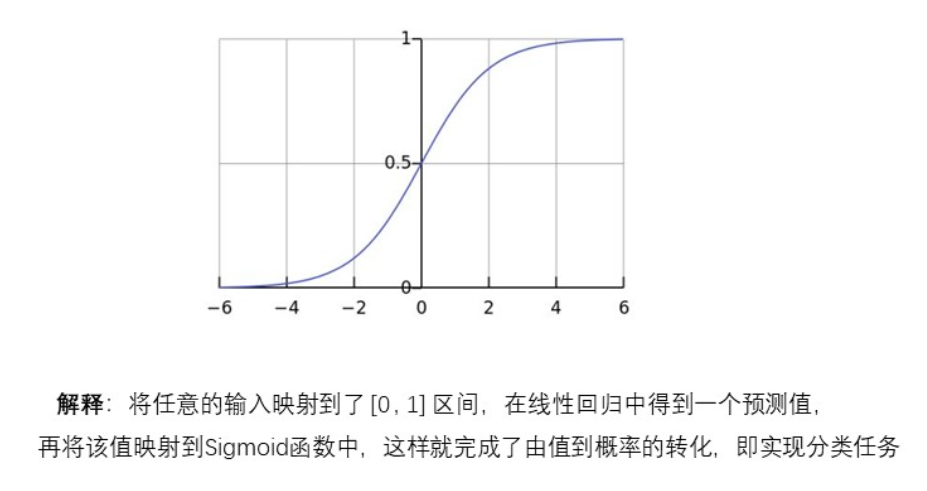 1
0.5
0
−6 −4 −2 0 2 4 6
解释：将任意的输入映射到了 [0, 1] 区间，在线性回归中得到一个预测值，
再将该值映射到Sigmoid函数中，这样就完成了由值到概率的转化，即实现分类任务